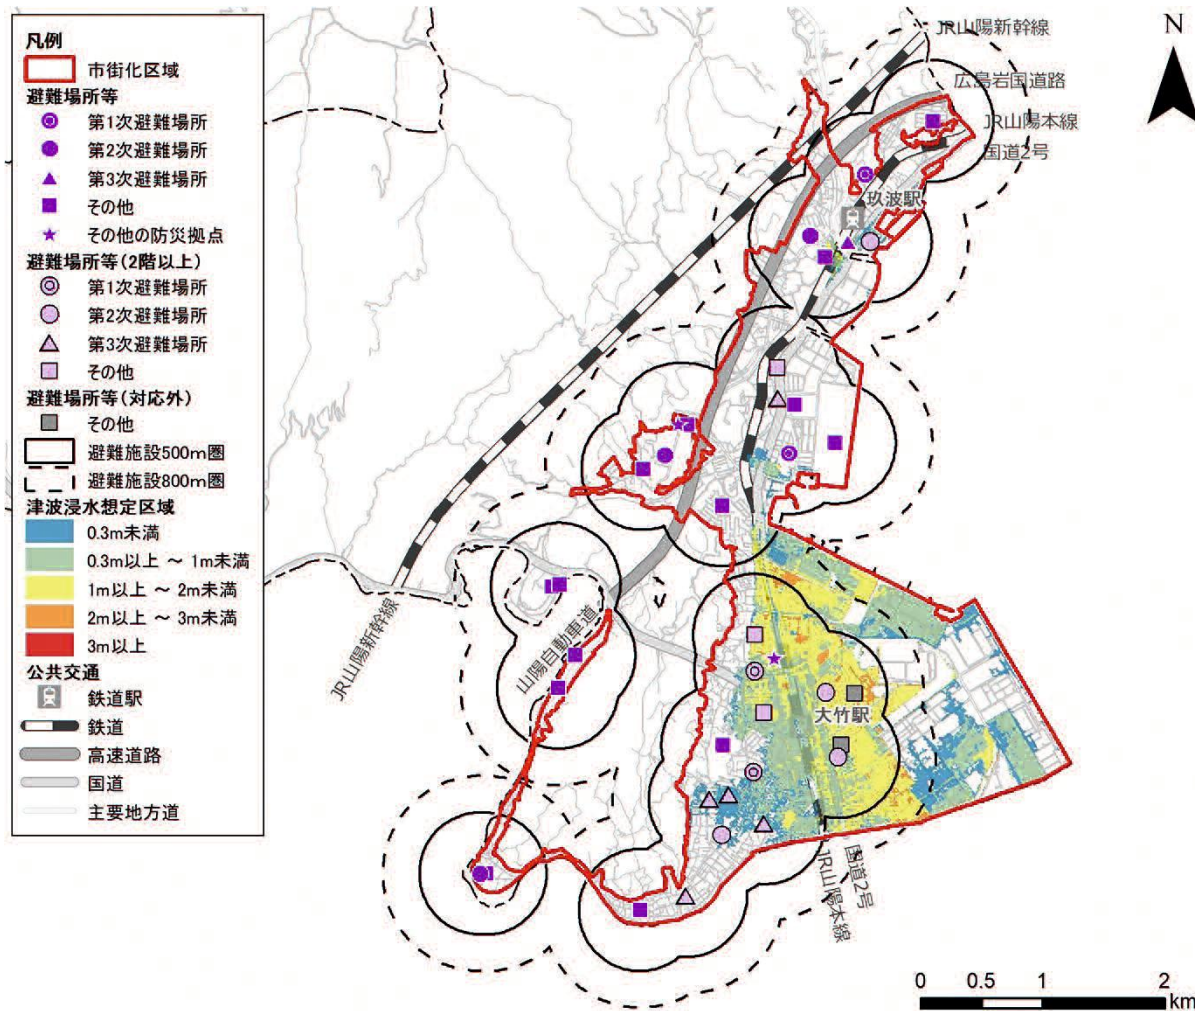 凡例
市街化区域
避難場所等
第1次避難場所
第2次避難場所
第3次避難場所
その他
その他の防災拠点
避難場所等(2階以上)
第1次避難場所
第2次避難場所
第3次避難場所
その他
避難場所等(対応外)
その他
避難施設500m圏
避難施設800m圏
津波浸水想定区域
0.3m未満
0.3m以上 ~ 1m未満
1m以上 ~ 2m未満
2m以上 ~ 3m未満
3m以上
公共交通
鉄道駅
鉄道
高速道路
国道
主要地方道
JR山陽新幹線
広島岩国道路
JR山陽本線
国道2号
玖波駅
N
JR山陽新幹線
山陽自動車道
大竹駅
国道2号
JR山陽本線
0 0.5 1 2
km